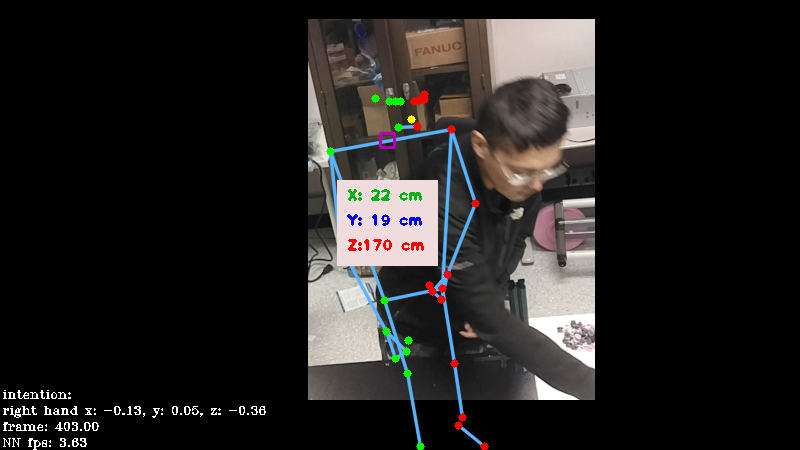 FANUC
X: 22 cm
Y: 19 cm
Z:170 cm
intention:
right hand x: -0.13, y: 0.05, z: -0.36
frame: 403.00
NN fps: 3.63